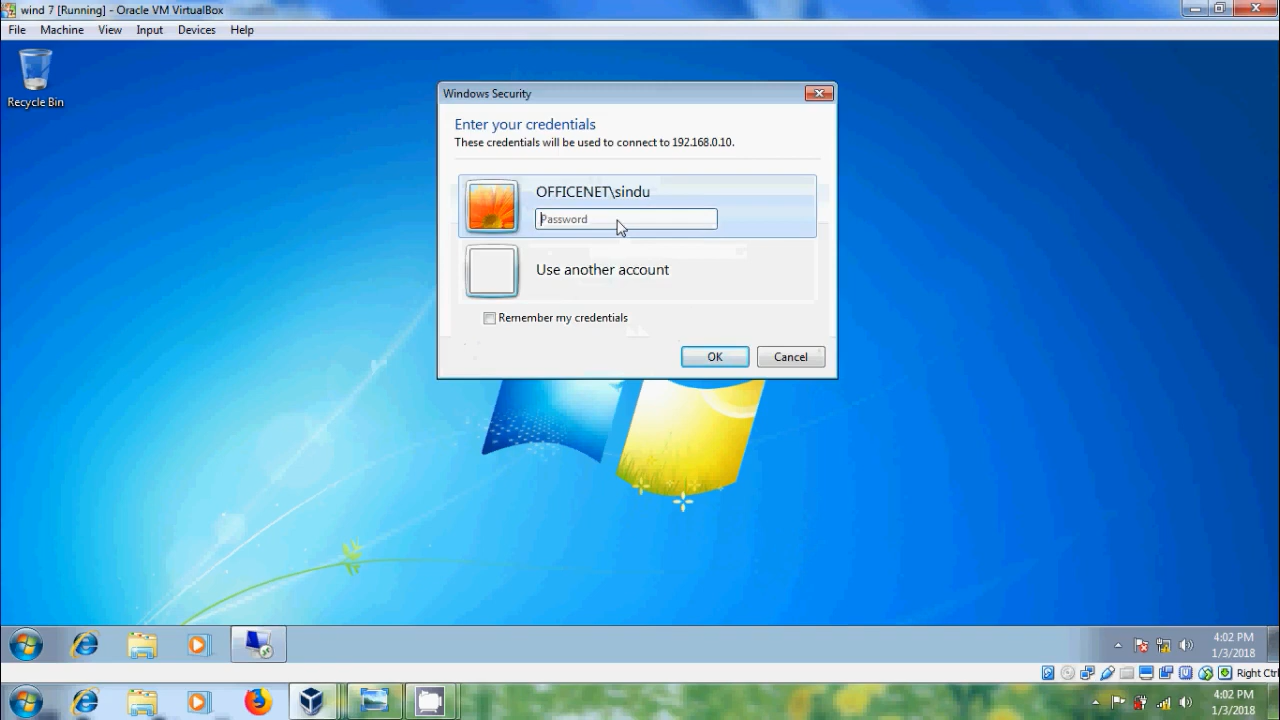 wind 7 [Running] - Oracle VM VirtualBox
File Machine View Input Devices Help
Recycle Bin
Windows Security
Enter your credentials
These credentials will be used to connect to 192.168.0.10.
OFFICENET\sindu
Password
Use another account
Remember my credentials
OK Cancel
4:02 PM
1/3/2018
Right Ctrl
4:02 PM
1/3/2018